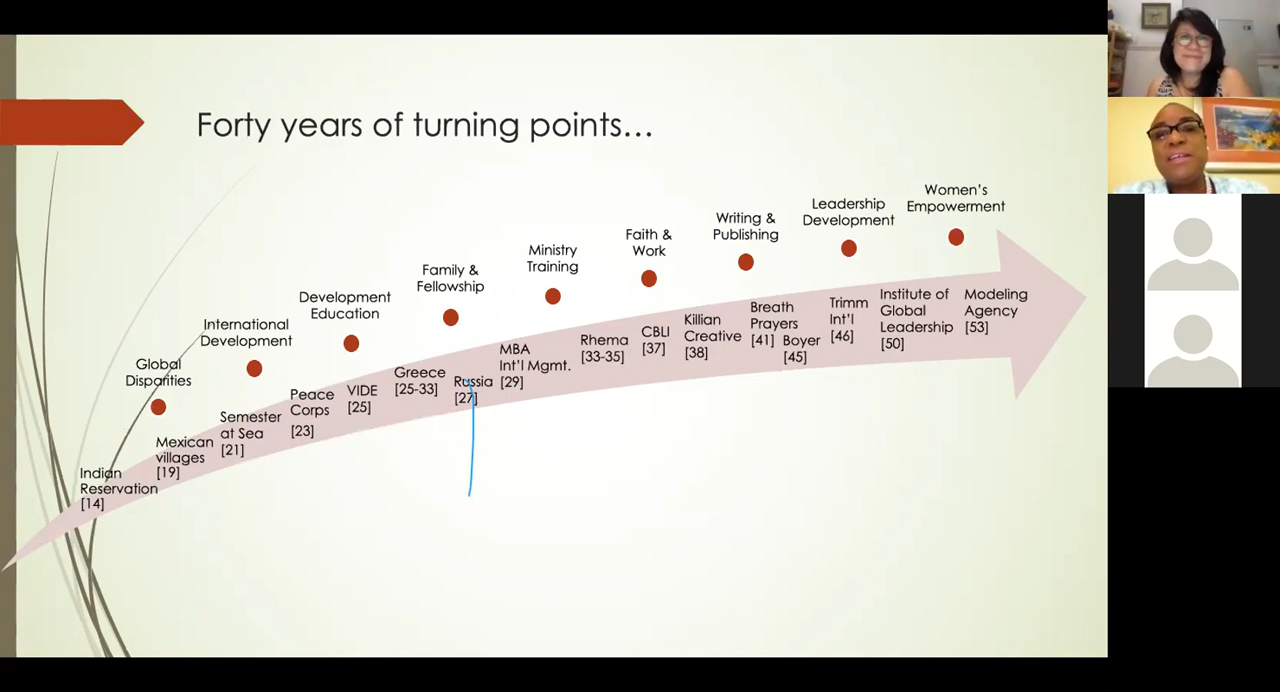 Forty years of turning points...
Global
Disparities
International
Development
Development
Education
Family &
Fellowship
Ministry
Training
Faith &
Work
Writing &
Publishing
Leadership
Development
Women's
Empowerment
Indian
Reservation
[14]
Mexican
villages
[19]
Semester
at Sea
[21]
Peace
Corps
[23]
VIDE
[25]
Greece
[25-33]
Russia
[27]
MBA
Int'l Mgmt.
[29]
Rhema
[33-35]
CBLI
[37]
Killian
Creative
[38]
Breath
Prayers
[41]
Boyer
[45]
Trimm
Int'l
[46]
Institute of
Global
Leadership
[50]
Modeling
Agency
[53]